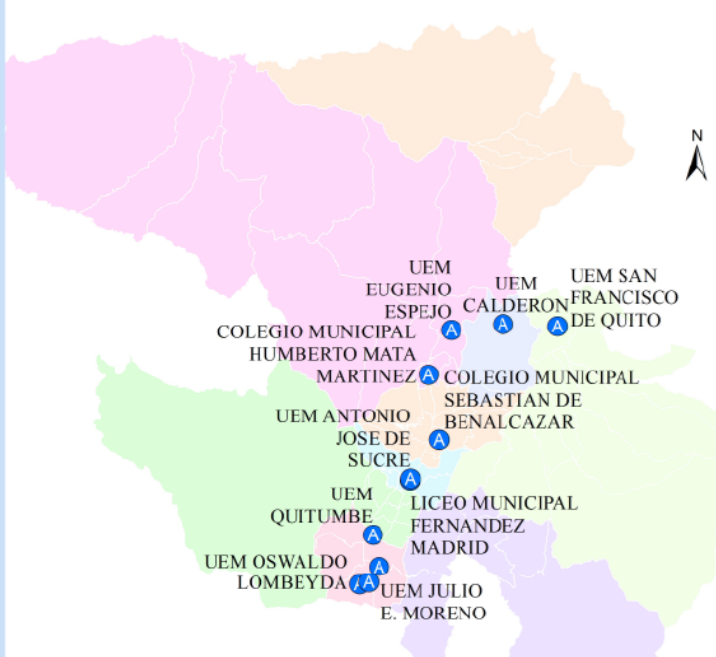 N
UEM
EUGENIO
ESPEJO
UEM
CALDERON
UEM SAN
FRANCISCO
DE QUITO
COLEGIO MUNICIPAL
HUMBERTO MATA
MARTINEZ
COLEGIO MUNICIPAL
SEBASTIAN DE
BENALCAZAR
UEM ANTONIO
JOSE DE
SUCRE
UEM
QUITUMBE
LICEO MUNICIPAL
FERNANDEZ
MADRID
UEM OSWALDO
LOMBEYDA
UEM JULIO
E. MORENO
A
A
A
A
A
A
A
A
A
A